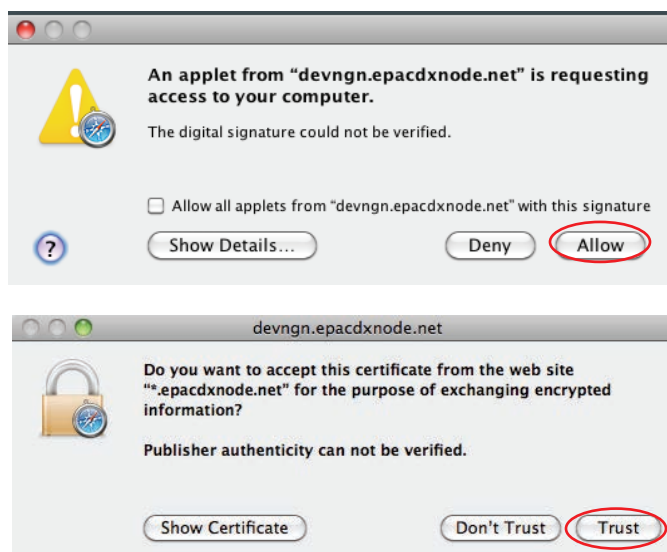 An applet from “devngn.epacdxnode.net” is requesting
access to your computer.
The digital signature could not be verified.
Allow all applets from “devngn.epacdxnode.net” with this signature
?
Show Details...
Deny
Allow
devngn.epacdxnode.net
Do you want to accept this certificate from the web site
“*.epacdxnode.net” for the purpose of exchanging encrypted
information?
Publisher authenticity can not be verified.
Show Certificate
Don't Trust
Trust